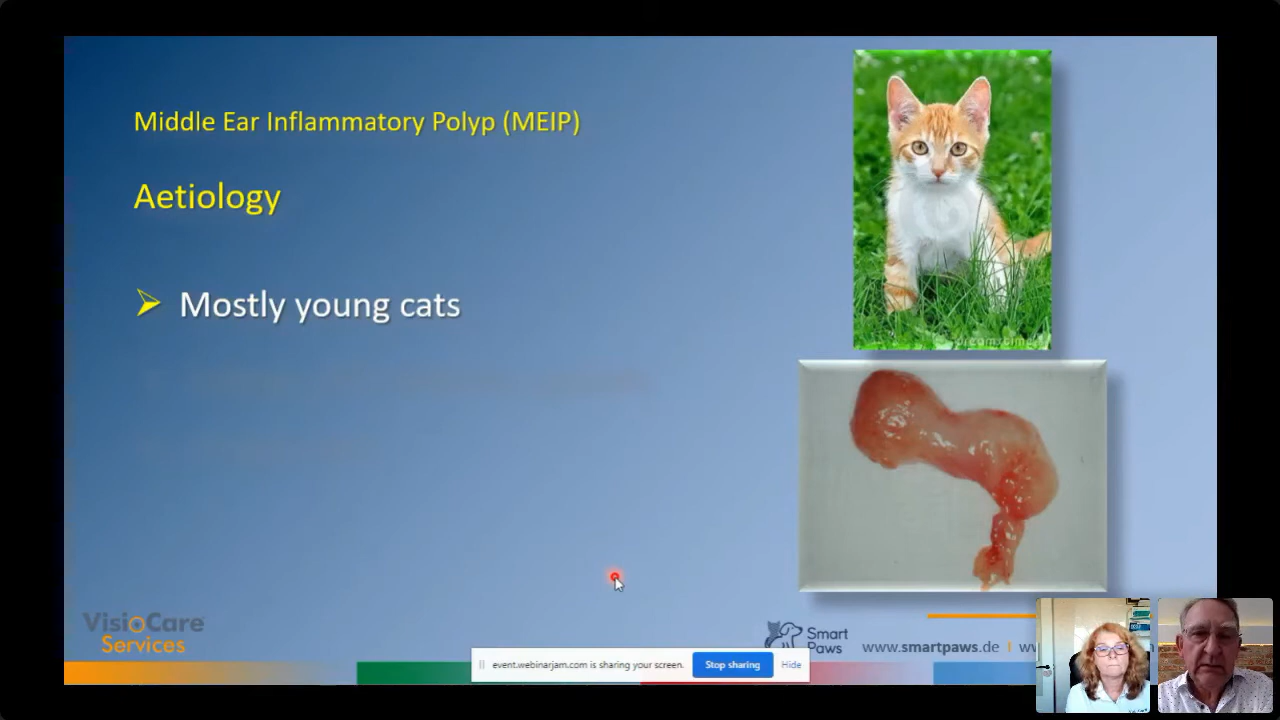 Middle Ear Inflammatory Polyp (MEIP)
Aetiology
Mostly young cats
VisioCare
Services
Smart
Paws
www.smartpaws.de
event.webinarjam.com is sharing your screen.
Stop sharing
Hide